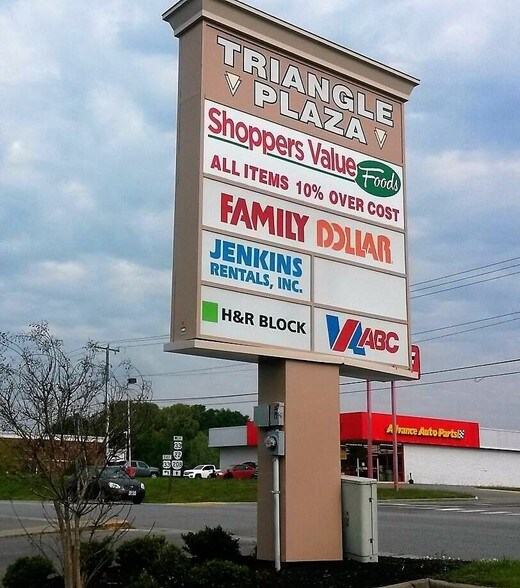 TRIANGLE
PLAZA
Shoppers Value
Foods
ALL ITEMS 10% OVER COST
FAMILY DOLLAR
JENKINS
RENTALS, INC.
H&R BLOCK
VA ABC
Advance Auto Parts